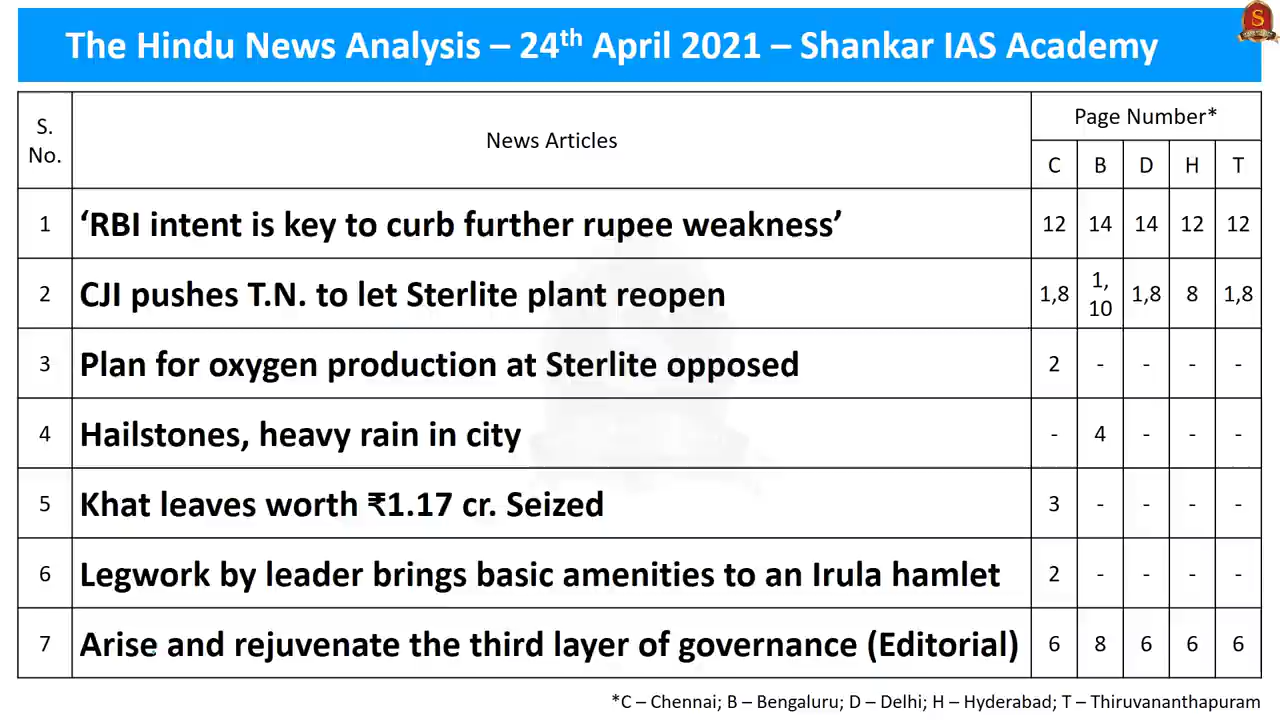 The Hindu News Analysis – 24th April 2021 – Shankar IAS Academy
S
S. No. News Articles Page Number*
C B D H T
1 ‘RBI intent is key to curb further rupee weakness’ 12 14 14 12 12
2 CJI pushes T.N. to let Sterlite plant reopen 1,8 1, 10 1,8 8 1,8
3 Plan for oxygen production at Sterlite opposed 2 - - - -
4 Hailstones, heavy rain in city - 4 - - -
5 Khat leaves worth ₹1.17 cr. Seized 3 - - - -
6 Legwork by leader brings basic amenities to an Irula hamlet 2 - - - -
7 Arise and rejuvenate the third layer of governance (Editorial) 6 8 6 6 6
*C – Chennai; B – Bengaluru; D – Delhi; H – Hyderabad; T – Thiruvananthapuram